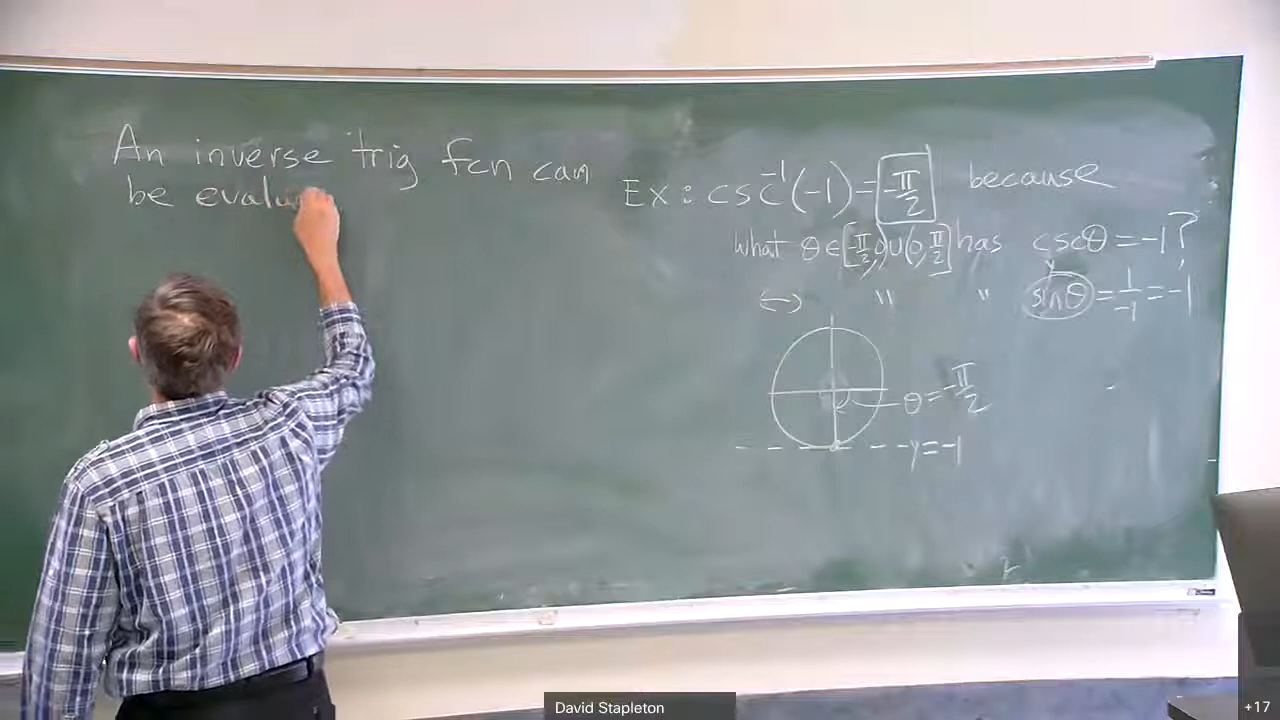 An inverse trig fcn can
be evalu
Ex: csc⁻¹(-1) = -π/2 because
What θ∈[-π/2,0)∪(0,π/2] has cscθ = -1?
⟺ " " sinθ = 1/-1 = -1
y
θ = -π/2
y = -1
David Stapleton
+17